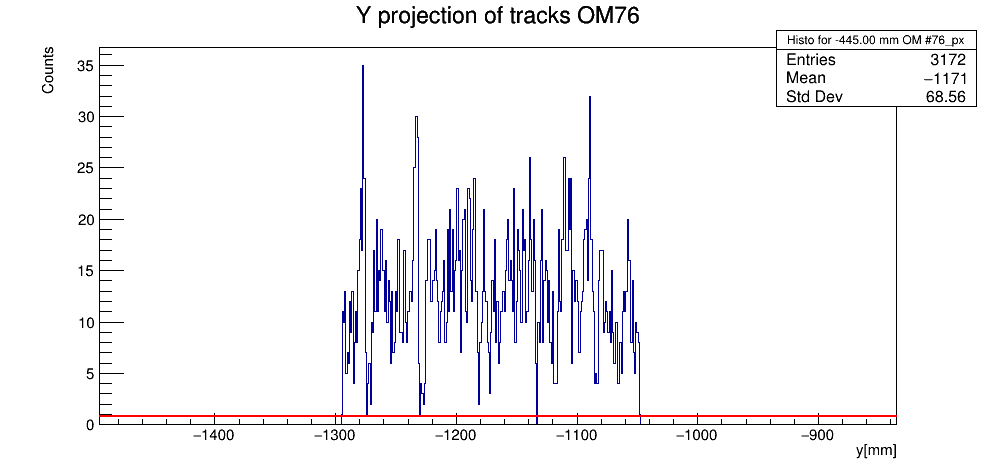 Y projection of tracks OM76
Histo for -445.00 mm OM #76_px
Entries 3172
Mean −1171
Std Dev 68.56
Counts
35
30
25
20
15
10
5
0
−1400 −1300 −1200 −1100 −1000 −900
y[mm]